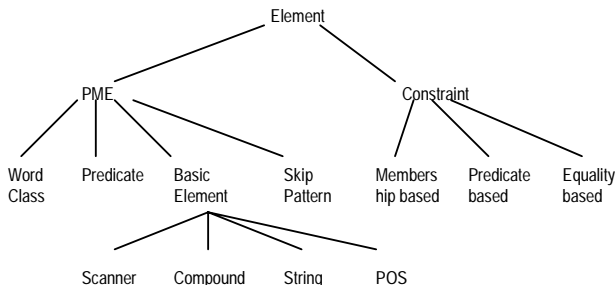 Element
PME
Constraint
Word
Class
Predicate
Basic
Element
Skip
Pattern
Members
hip based
Predicate
based
Equality
based
Scanner
Compound
String
POS